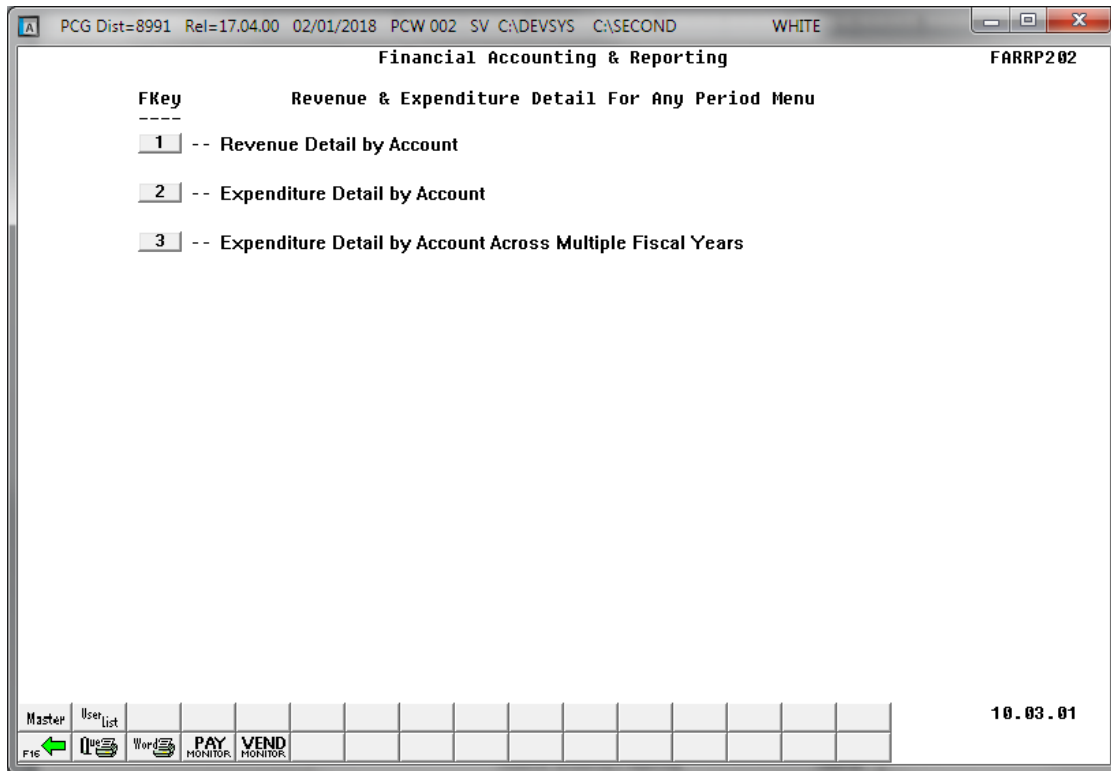 PCG Dist=8991 Rel=17.04.00 02/01/2018 PCW 002 SV C:\DEVSYS C:\SECOND WHITE
Financial Accounting & Reporting FARRP202
FKey Revenue & Expenditure Detail For Any Period Menu
----
1 -- Revenue Detail by Account
2 -- Expenditure Detail by Account
3 -- Expenditure Detail by Account Across Multiple Fiscal Years
Master User List 10.03.01
F16 Que Word PAY MONITOR VEND MONITOR